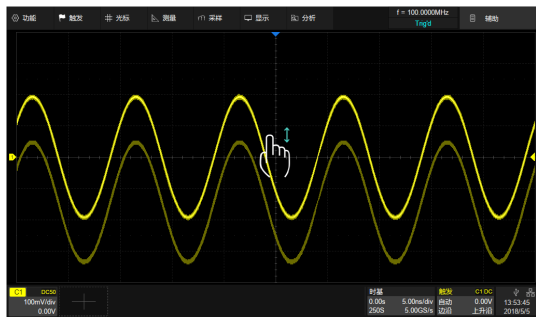 功能 触发 光标 测量 采样 显示 分析 f = 100.0000MHz 辅助
Trig'd
C1 DC50 时基 触发 C1 DC
100mV/div 0.00s 5.00ns/div 自动 0.00V 13:53:45
0.00V 250S 5.00GS/s 边沿 上升沿 2018/5/5